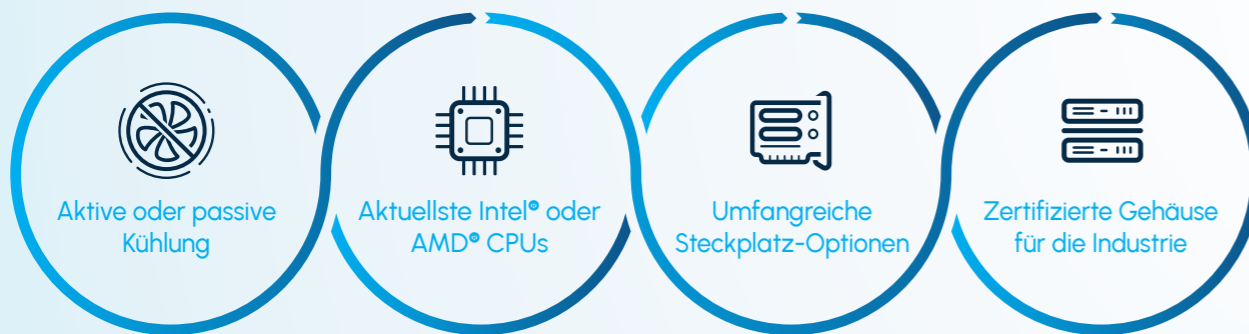 Aktive oder passive
Kühlung
Aktuellste Intel® oder
AMD® CPUs
Umfangreiche
Steckplatz-Optionen
Zertifizierte Gehäuse
für die Industrie